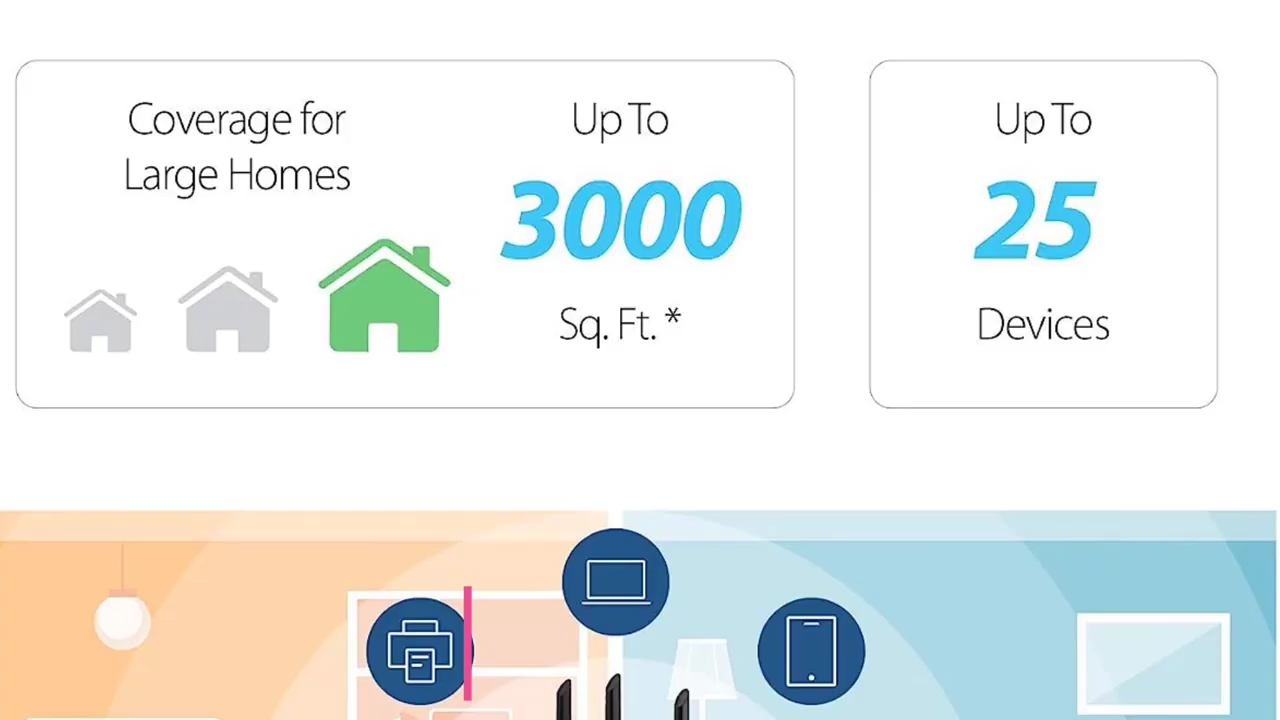 Coverage for
Large Homes
Up To
3000
Sq. Ft. *
Up To
25
Devices